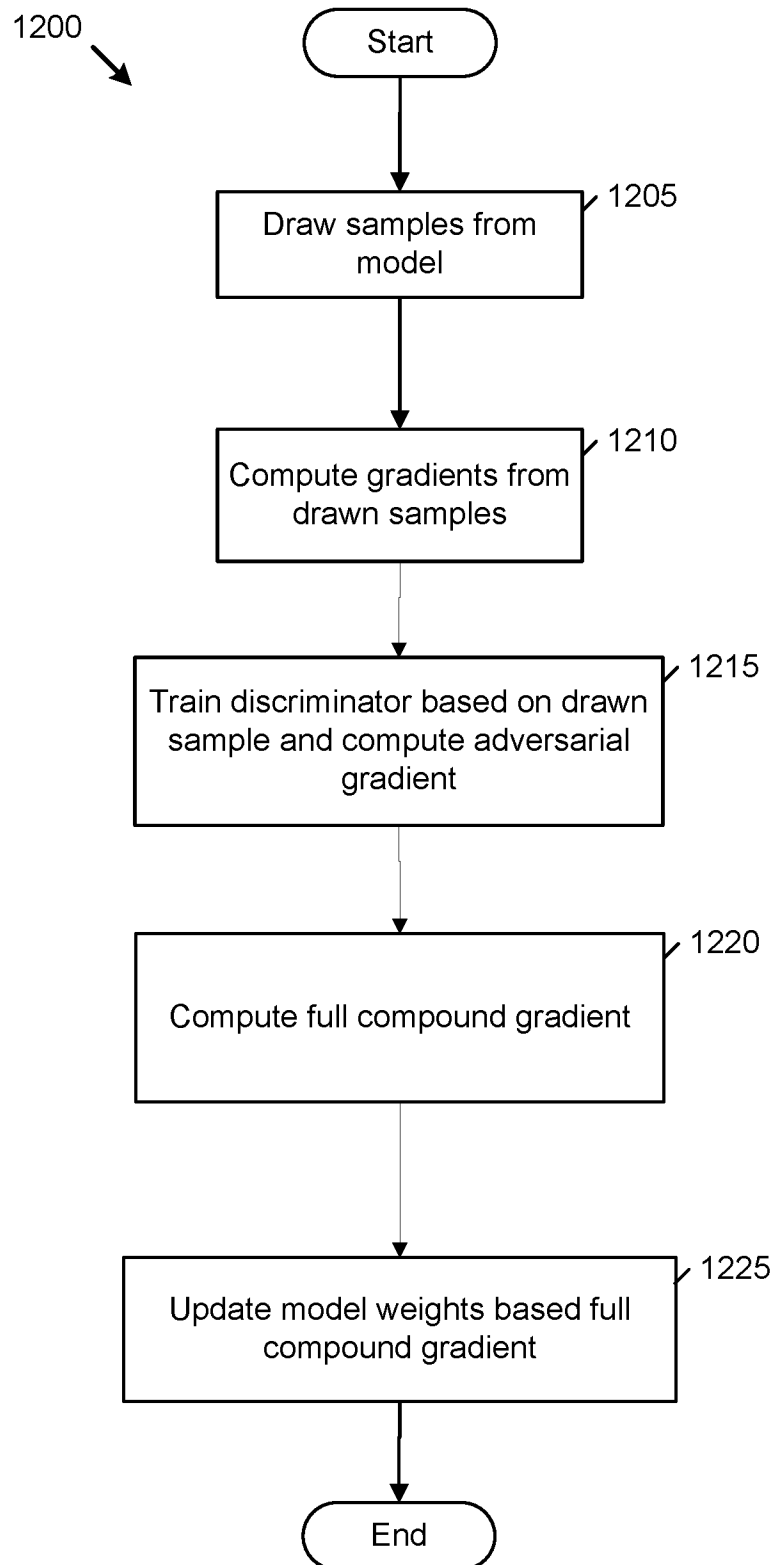 1200
Start
1205
Draw samples from
model
1210
Compute gradients from
drawn samples
1215
Train discriminator based on drawn
sample and compute adversarial
gradient
1220
Compute full compound gradient
1225
Update model weights based full
compound gradient
End